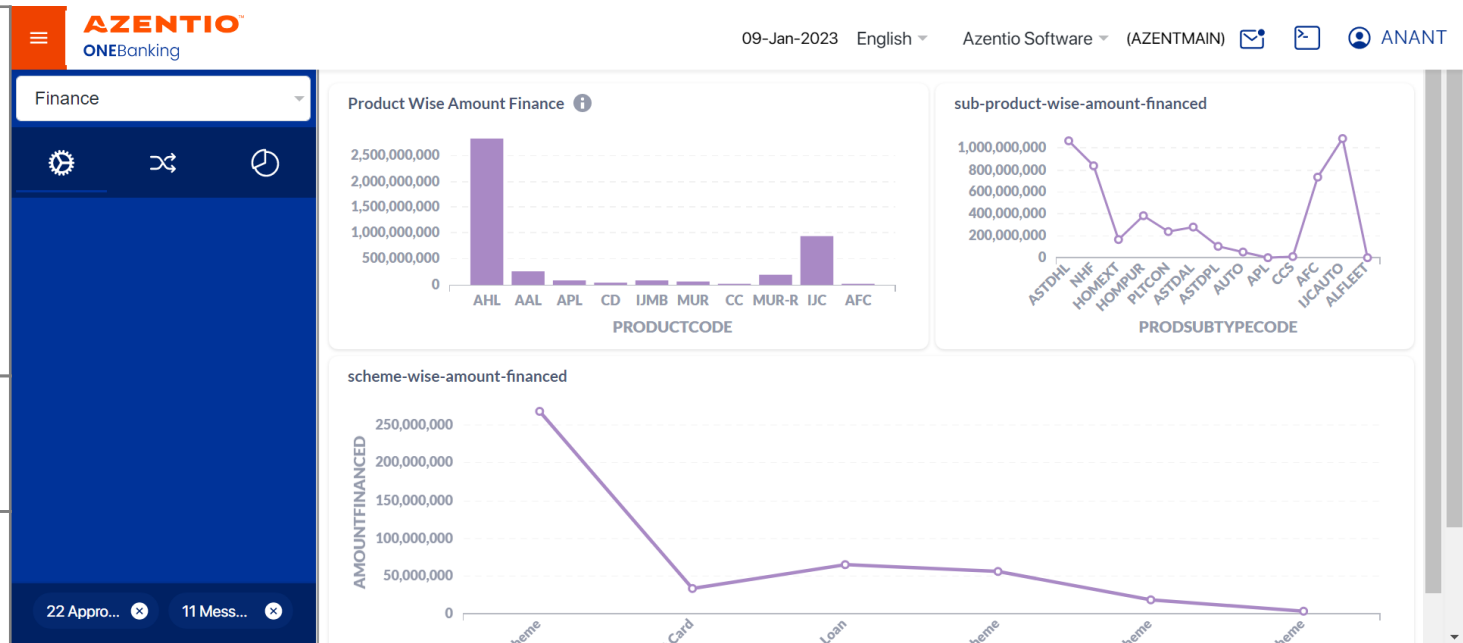 AZENTIO™
ONEBanking
09-Jan-2023 English Azentio Software (AZENTMAIN) ANANT
Finance
22 Appro... 11 Mess...
Product Wise Amount Finance
2,500,000,000
2,000,000,000
1,500,000,000
1,000,000,000
500,000,000
0
AHL AAL APL CD IJMB MUR CC MUR-R IJC AFC
PRODUCTCODE
sub-product-wise-amount-financed
1,000,000,000
800,000,000
600,000,000
400,000,000
200,000,000
0
ASTDHL NHF HOMEXT HOMPUR PLTCON ASTDAL ASTDPL AUTO APL CCS AFC IJCAUTO ALFLEET
PRODSUBTYPECODE
scheme-wise-amount-financed
AMOUNTFINANCED
250,000,000
200,000,000
150,000,000
100,000,000
50,000,000
0
Card Loan